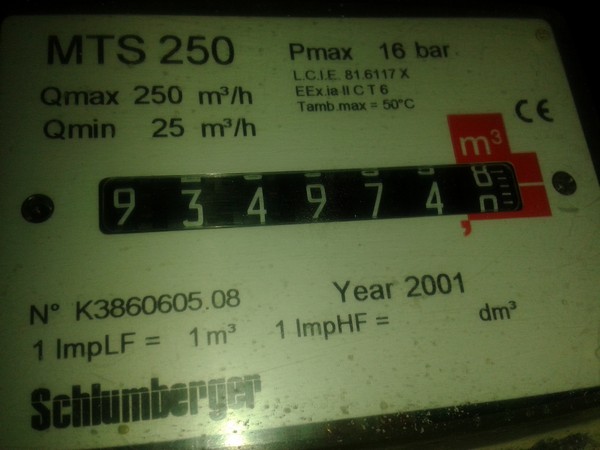 MTS 250
Pmax 16 bar
L.C.I.E. 81.6117 X
EEx.ia II C T 6
Tamb.max = 50°C
Qmax 250 m³/h
Qmin 25 m³/h
CE
m³
9 3 4 9 7 4
,
N° K3860605.08
Year 2001
1 ImpLF = 1 m³
1 ImpHF = dm³
Schlumberger